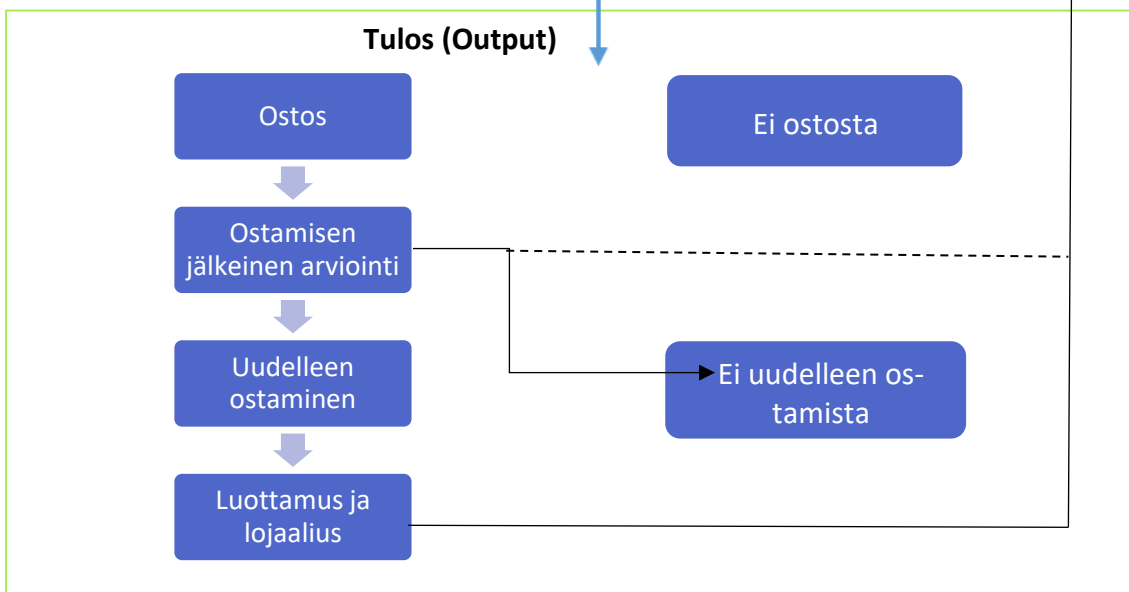 Tulos (Output)
Ostos
Ei ostosta
Ostamisen
jälkeinen arviointi
Uudelleen
ostaminen
Ei uudelleen os-
tamista
Luottamus ja
lojaalius